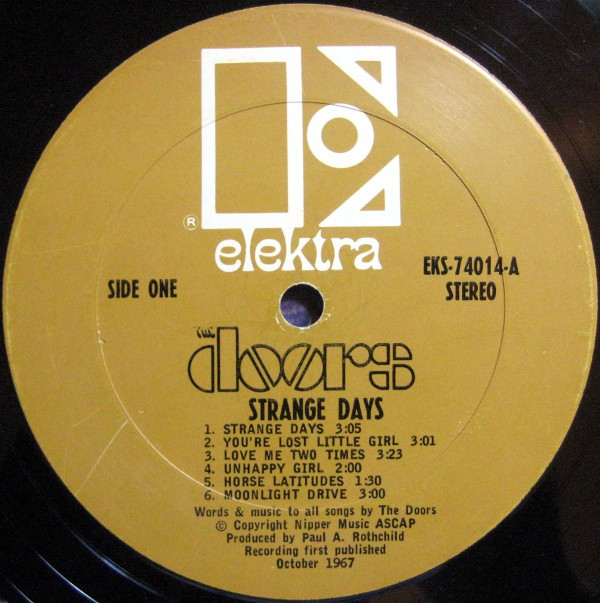 ®
elektra
SIDE ONE
EKS-74014-A
STEREO
THE
doors
STRANGE DAYS
1. STRANGE DAYS 3:05
2. YOU'RE LOST LITTLE GIRL 3:01
3. LOVE ME TWO TIMES 3:23
4. UNHAPPY GIRL 2:00
5. HORSE LATITUDES 1:30
6. MOONLIGHT DRIVE 3:00
Words & music to all songs by The Doors
© Copyright Nipper Music ASCAP
Produced by Paul A. Rothchild
Recording first published
October 1967